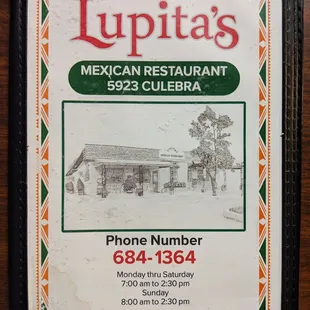 Lupita's
MEXICAN RESTAURANT
5923 CULEBRA
Phone Number
684-1364
Monday thru Saturday
7:00 am to 2:30 pm
Sunday
8:00 am to 2:30 pm